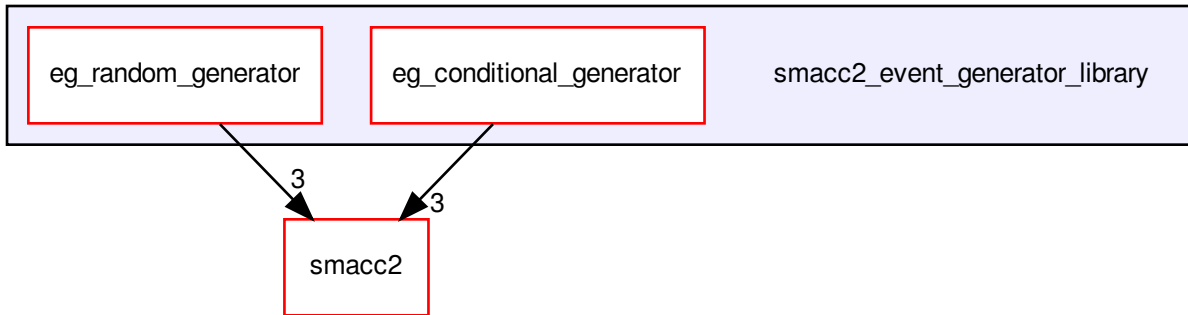 eg_random_generator
eg_conditional_generator
smacc2_event_generator_library
3
3
smacc2